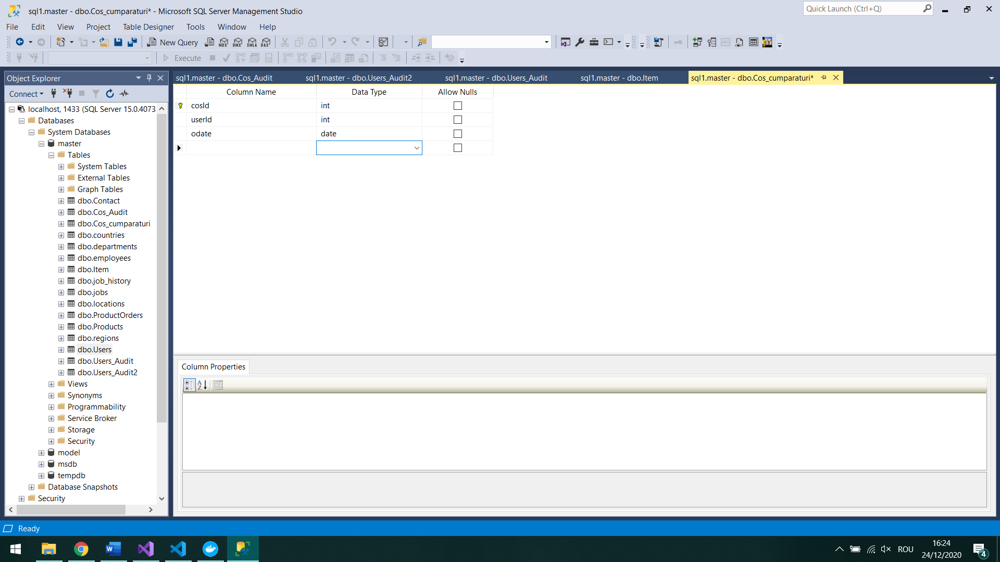 sql1.master - dbo.Cos_cumparaturi* - Microsoft SQL Server Management Studio
Quick Launch (Ctrl+Q)
File Edit View Project Table Designer Tools Window Help
New Query MDX DMX XMLA DAX
Execute
Object Explorer
Connect
localhost, 1433 (SQL Server 15.0.4073
Databases
System Databases
master
Tables
System Tables
External Tables
Graph Tables
dbo.Contact
dbo.Cos_Audit
dbo.Cos_cumparaturi
dbo.countries
dbo.departments
dbo.employees
dbo.Item
dbo.job_history
dbo.jobs
dbo.locations
dbo.ProductOrders
dbo.Products
dbo.regions
dbo.Users
dbo.Users_Audit
dbo.Users_Audit2
Views
Synonyms
Programmability
Service Broker
Storage
Security
model
msdb
tempdb
Database Snapshots
Security
sql1.master - dbo.Cos_Audit sql1.master - dbo.Users_Audit2 sql1.master - dbo.Users_Audit sql1.master - dbo.Item sql1.master - dbo.Cos_cumparaturi*
Column Name Data Type Allow Nulls
cosId int
userId int
odate date
Column Properties
Ready
ROU
16:24
24/12/2020
4